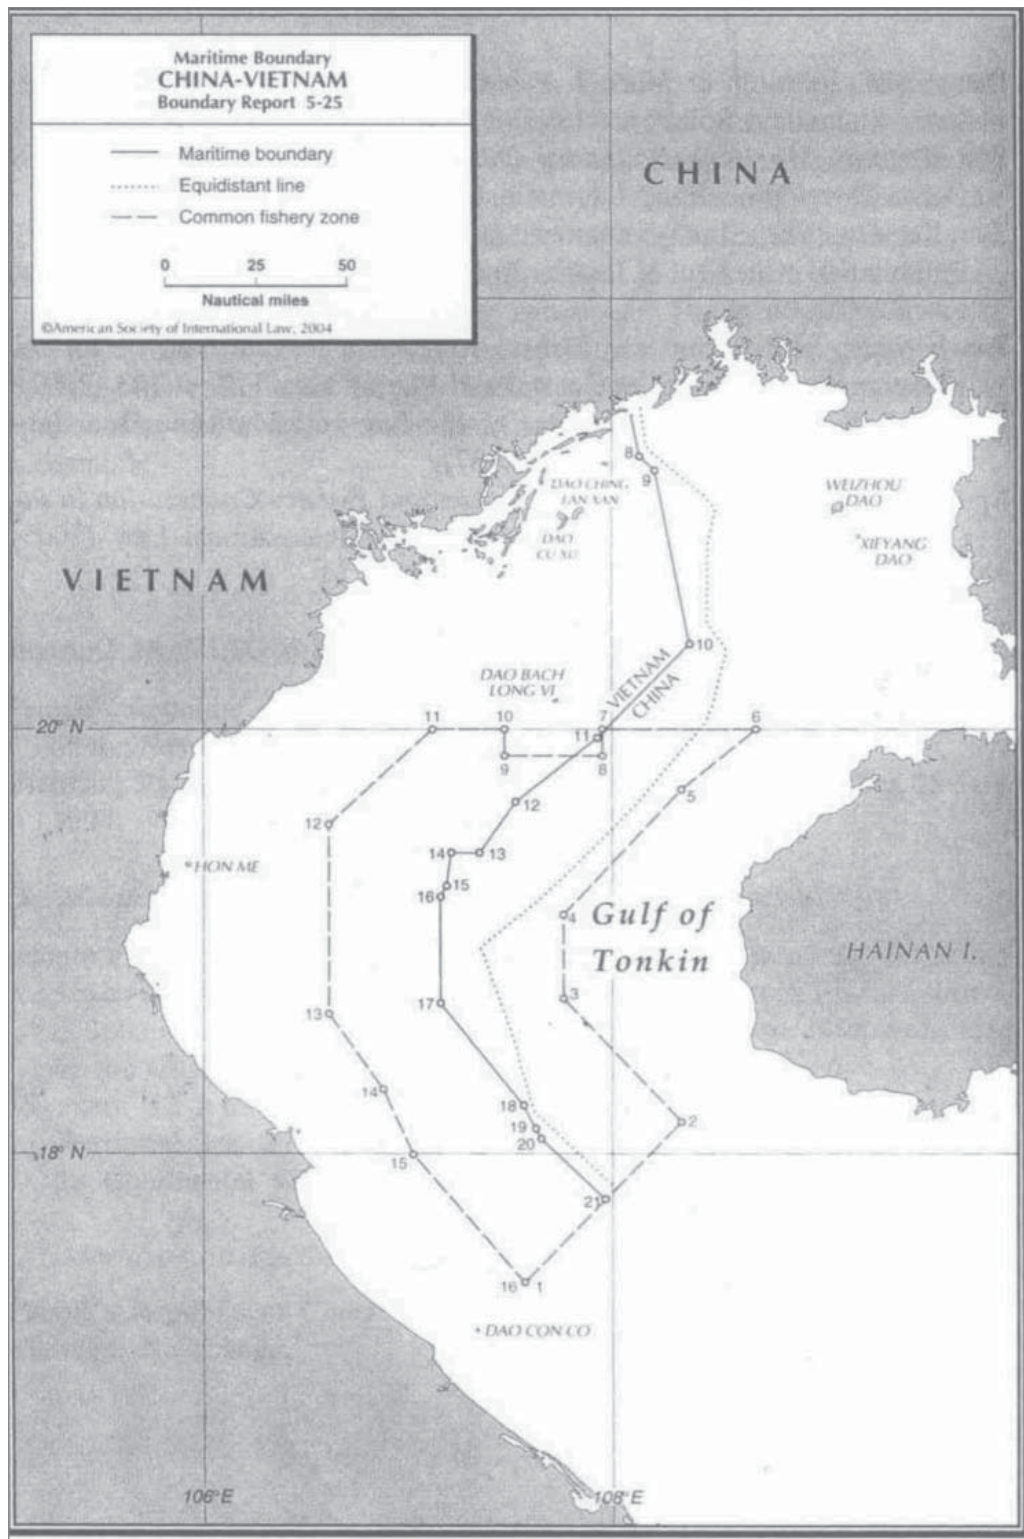 Maritime Boundary
CHINA-VIETNAM
Boundary Report 5-25
Maritime boundary
Equidistant line
Common fishery zone
0 25 50
Nautical miles
©American Society of International Law, 2004
CHINA
8
9
DAO CHING
LAN XAN
WEIZHOU
DAO
DAO
CU XU
XIEYANG
DAO
VIETNAM
10
VIETNAM
CHINA
DAO BACH
LONG VI
20° N
11
10
7
6
11
9
8
5
12
12
14
13
HON ME
15
16
4
Gulf of
Tonkin
HAINAN I.
3
17
13
14
18
2
19
20
18° N
15
21
16
1
DAO CON CO
106°E
108°E